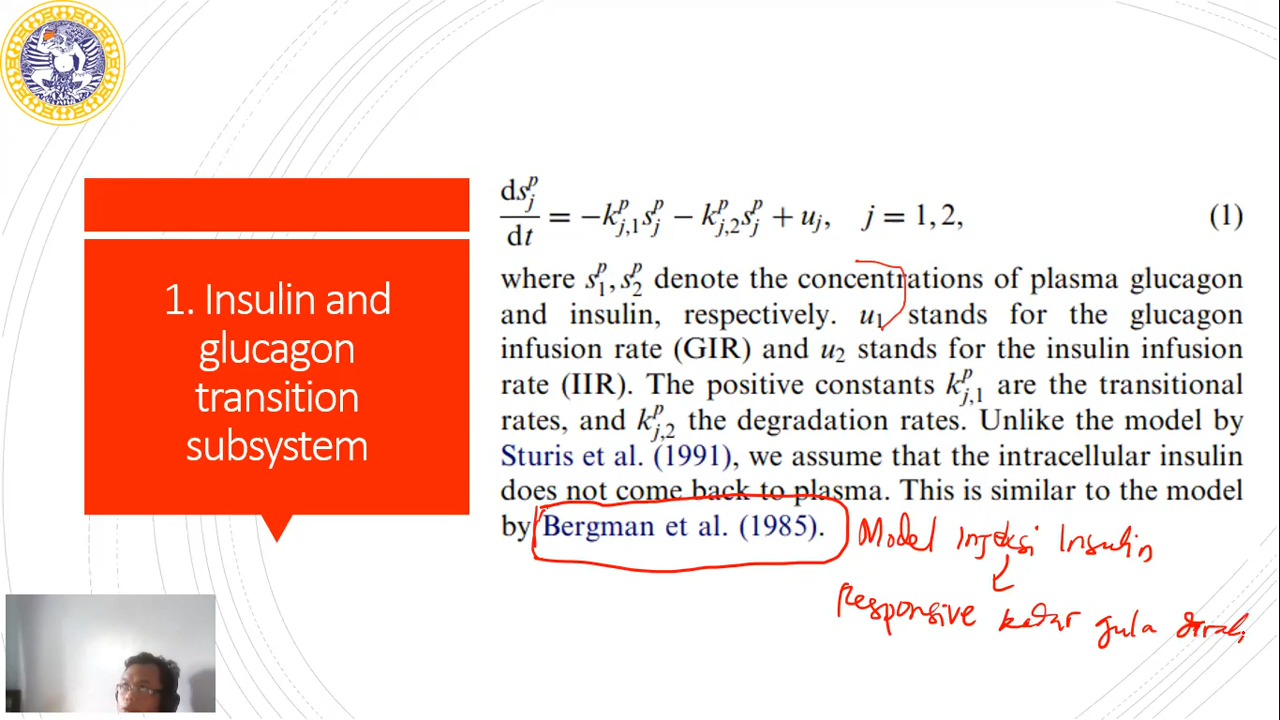 1. Insulin and
glucagon
transition
subsystem
ds_j^p/dt = −k_{j,1}^p s_j^p − k_{j,2}^p s_j^p + u_j, j = 1, 2, (1)
where s_1^p, s_2^p denote the concentrations of plasma glucagon
and insulin, respectively. u_1 stands for the glucagon
infusion rate (GIR) and u_2 stands for the insulin infusion
rate (IIR). The positive constants k_{j,1}^p are the transitional
rates, and k_{j,2}^p the degradation rates. Unlike the model by
Sturis et al. (1991), we assume that the intracellular insulin
does not come back to plasma. This is similar to the model
by Bergman et al. (1985).
Model Injeksi Insulin
Responsive kadar gula